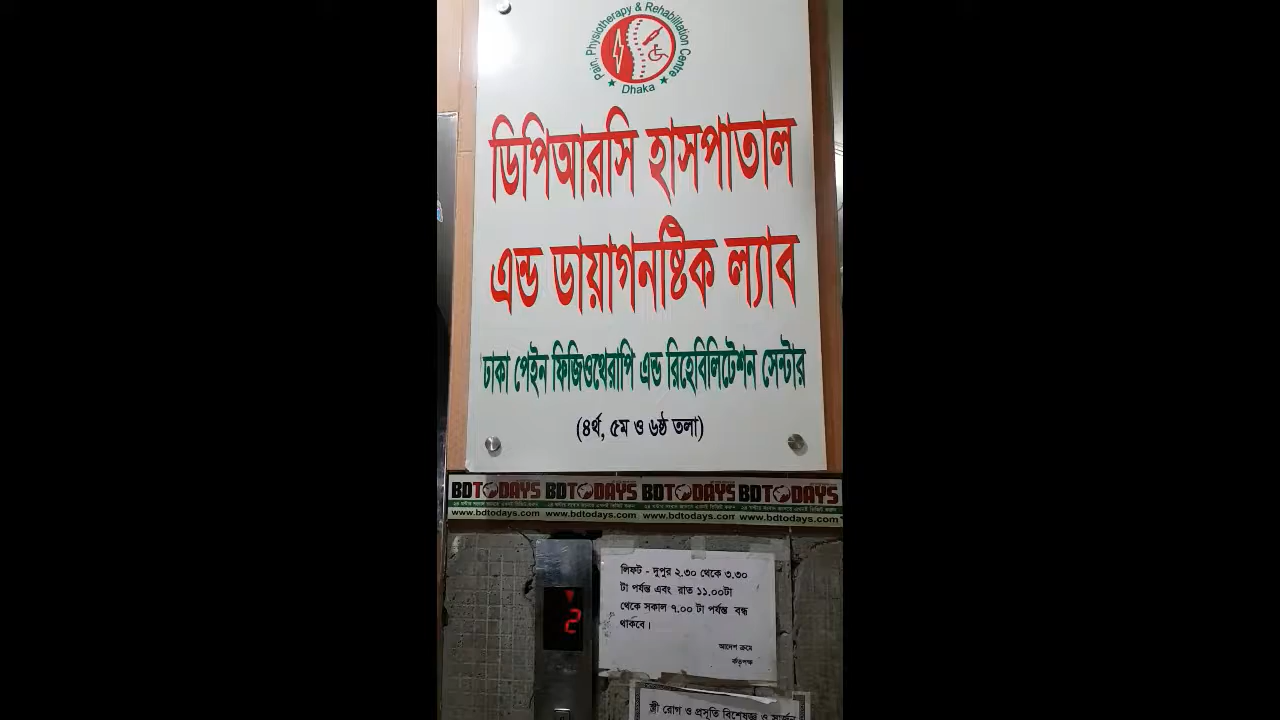 Pain, Physiotherapy & Rehabilitation Centre
Dhaka
ডিপিআরসি হাসপাতাল
এন্ড ডায়াগনষ্টিক ল্যাব
ঢাকা পেইন ফিজিওথেরাপি এন্ড রিহেবিলিটেশন সেন্টার
(৪র্থ, ৫ম ও ৬ষ্ঠ তলা)
BDTODAYS BDTODAYS BDTODAYS BDTODAYS
www.bdtodays.com www.bdtodays.com www.bdtodays.com www.bdtodays.com
2
লিফট - দুপুর ২.৩০ থেকে ৩.৩০
টা পর্যন্ত এবং রাত ১১.০০টা
থেকে সকাল ৭.০০ টা পর্যন্ত বন্ধ
থাকবে।
আদেশ ক্রমে
কর্তৃপক্ষ
স্ত্রী রোগ ও প্রসূতি বিশেষজ্ঞ ও সার্জন